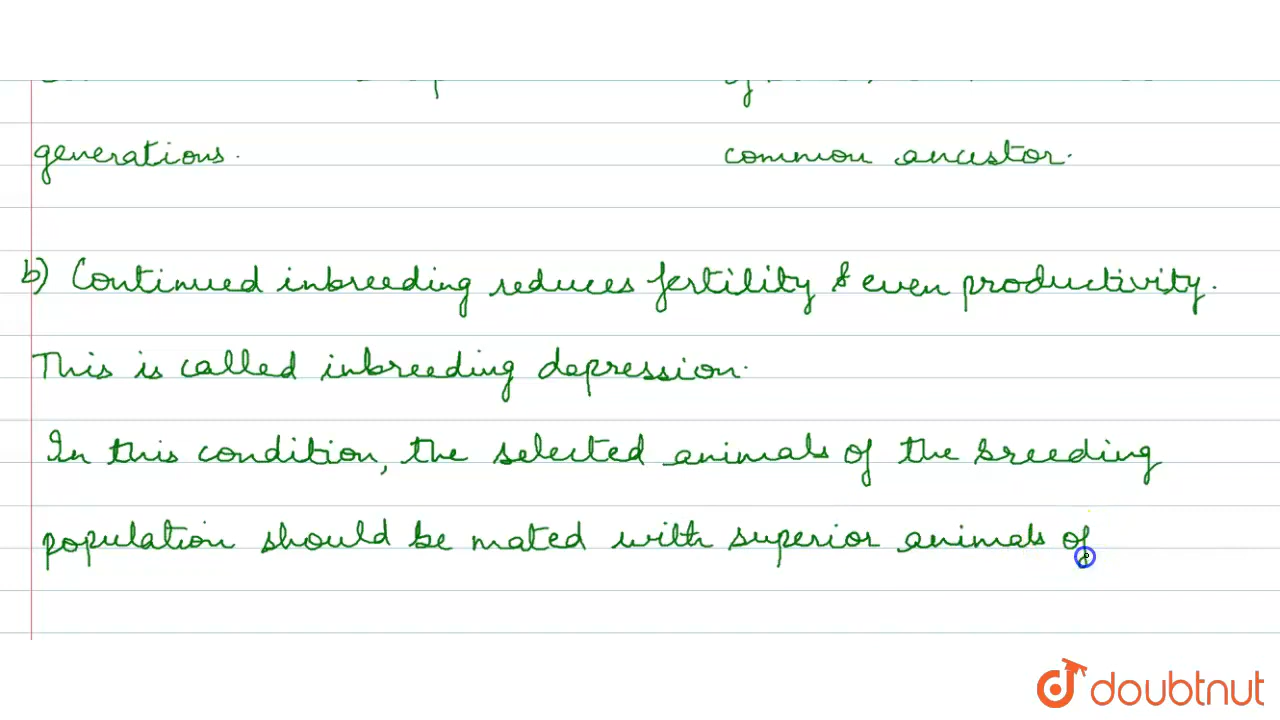 generations. common ancestor.
b) Continued inbreeding reduces fertility & even productivity.
This is called inbreeding depression.
In this condition, the selected animals of the breeding
population should be mated with superior animals of
doubtnut